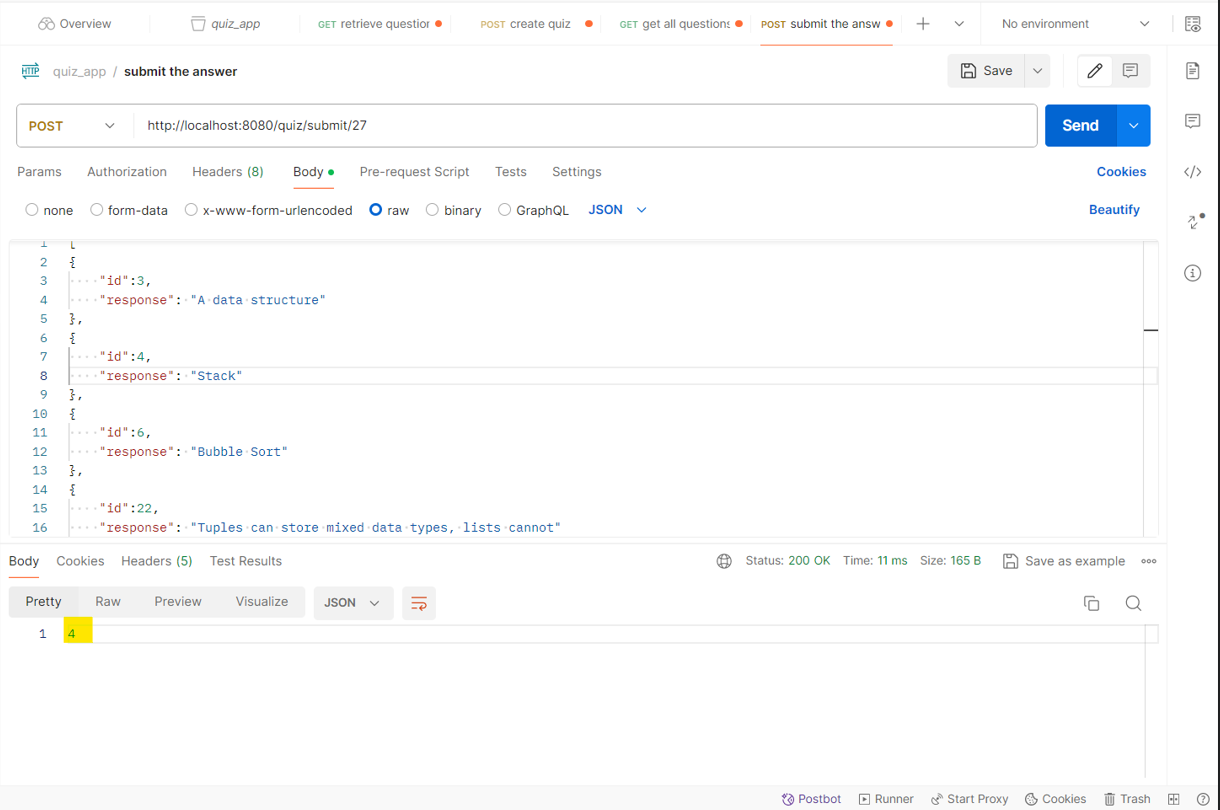 Overview quiz_app GET retrieve question POST create quiz GET get all questions POST submit the answ No environment
HTTP quiz_app / submit the answer Save
POST http://localhost:8080/quiz/submit/27 Send
Params Authorization Headers (8) Body Pre-request Script Tests Settings Cookies
none form-data x-www-form-urlencoded raw binary GraphQL JSON Beautify
1 [
2 {
3 "id":3,
4 "response": "A data structure"
5 },
6 {
7 "id":4,
8 "response": "Stack"
9 },
10 {
11 "id":6,
12 "response": "Bubble Sort"
13 },
14 {
15 "id":22,
16 "response": "Tuples can store mixed data types, lists cannot"
Body Cookies Headers (5) Test Results Status: 200 OK Time: 11 ms Size: 165 B Save as example
Pretty Raw Preview Visualize JSON
1 4
Postbot Runner Start Proxy Cookies Trash